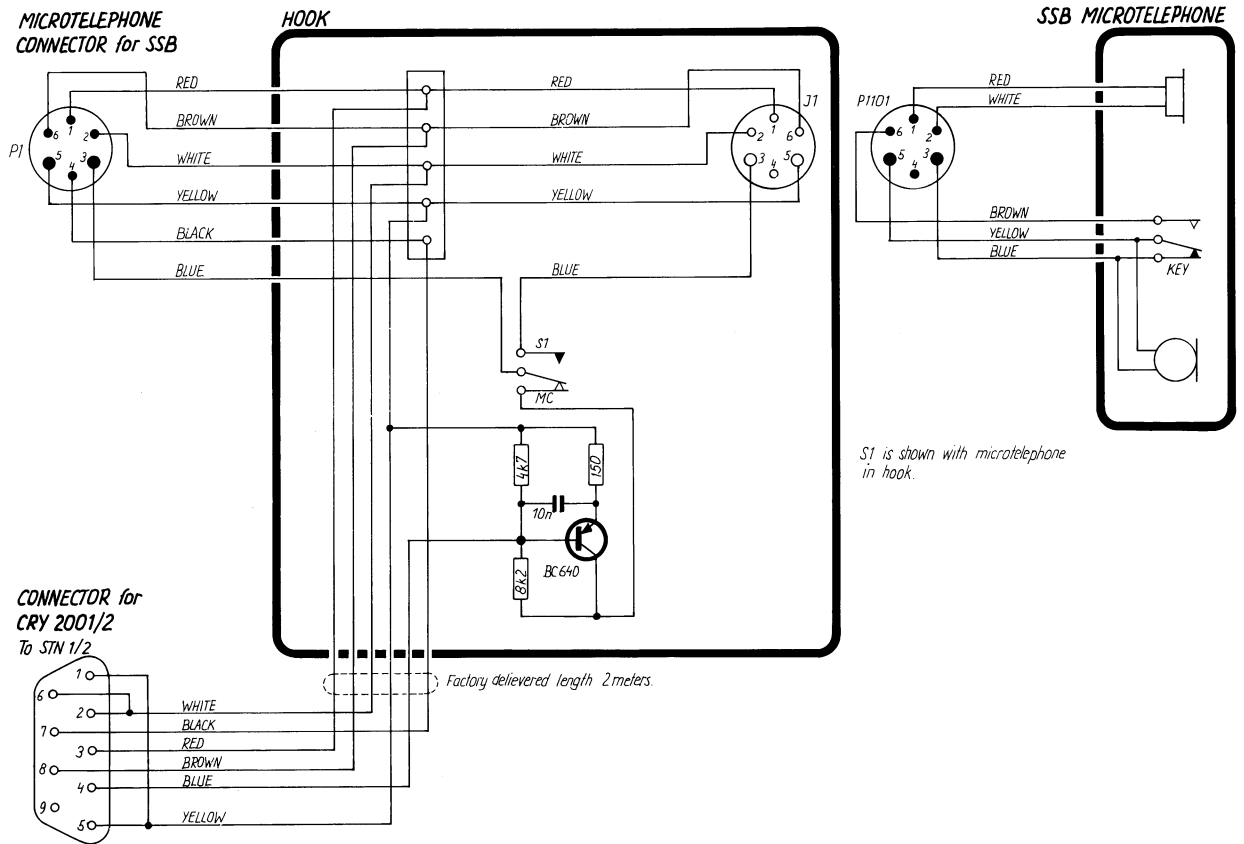 MICROTELEPHONE
CONNECTOR for SSB
HOOK
SSB MICROTELEPHONE
RED
RED
RED
WHITE
P1
6
1
2
5
4
3
BROWN
BROWN
J1
1
2
6
3
4
5
P1101
6
1
2
5
4
3
WHITE
WHITE
YELLOW
YELLOW
BLACK
BLUE
BLUE
BROWN
YELLOW
BLUE
KEY
S1
MC
4k7
150
10n
BC640
8k2
S1 is shown with microtelephone
in hook.
CONNECTOR for
CRY 2001/2
To STN 1/2
Factory delievered length 2 meters.
1
6
2
WHITE
7
BLACK
3
RED
8
BROWN
4
BLUE
9
5
YELLOW